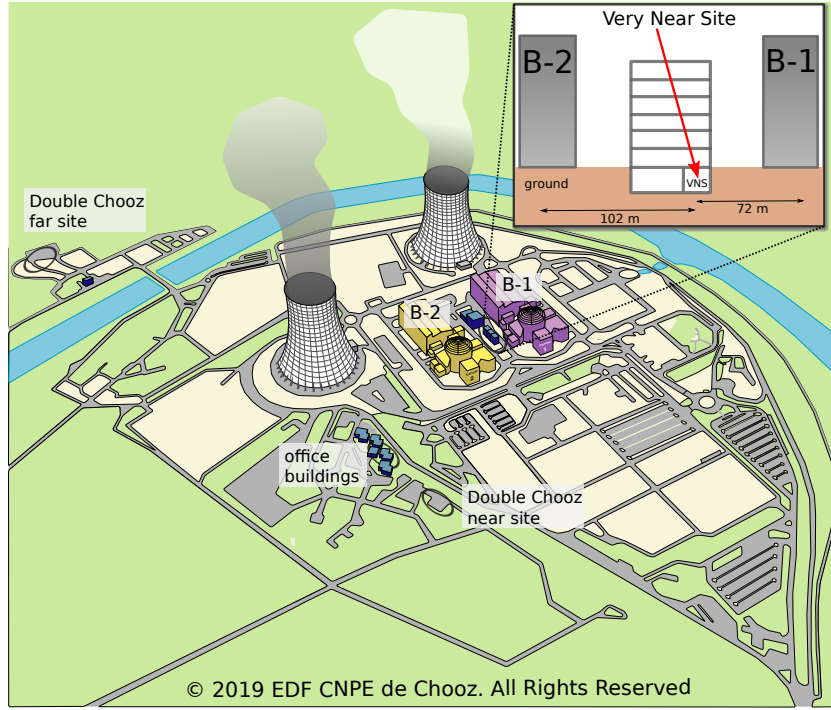 Very Near Site
B-2
B-1
ground
VNS
102 m
72 m
Double Chooz
far site
B-1
B-2
office
buildings
Double Chooz
near site
© 2019 EDF CNPE de Chooz. All Rights Reserved